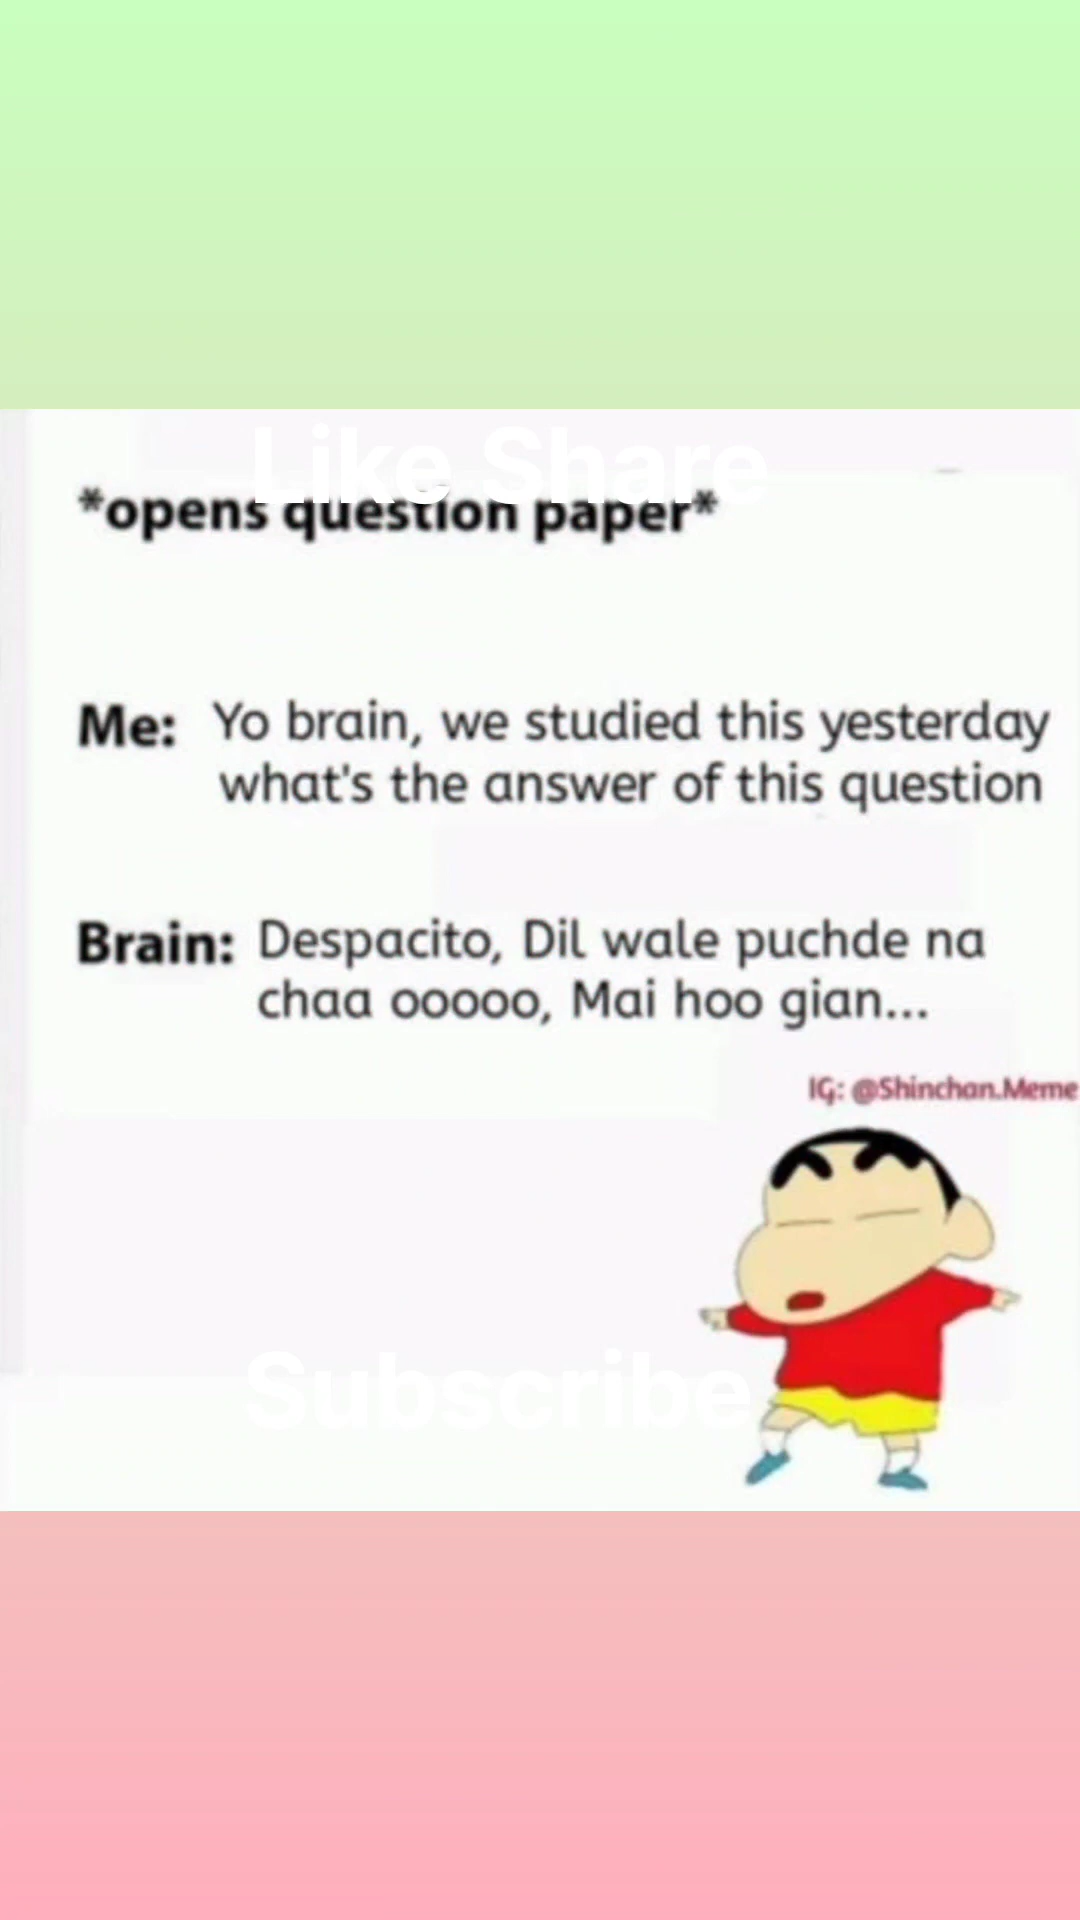 Like Share
*opens question paper*
Me: Yo brain, we studied this yesterday
what's the answer of this question
Brain: Despacito, Dil wale puchde na
chaa ooooo, Mai hoo gian...
IG: @Shinchan.Meme
Subscribe